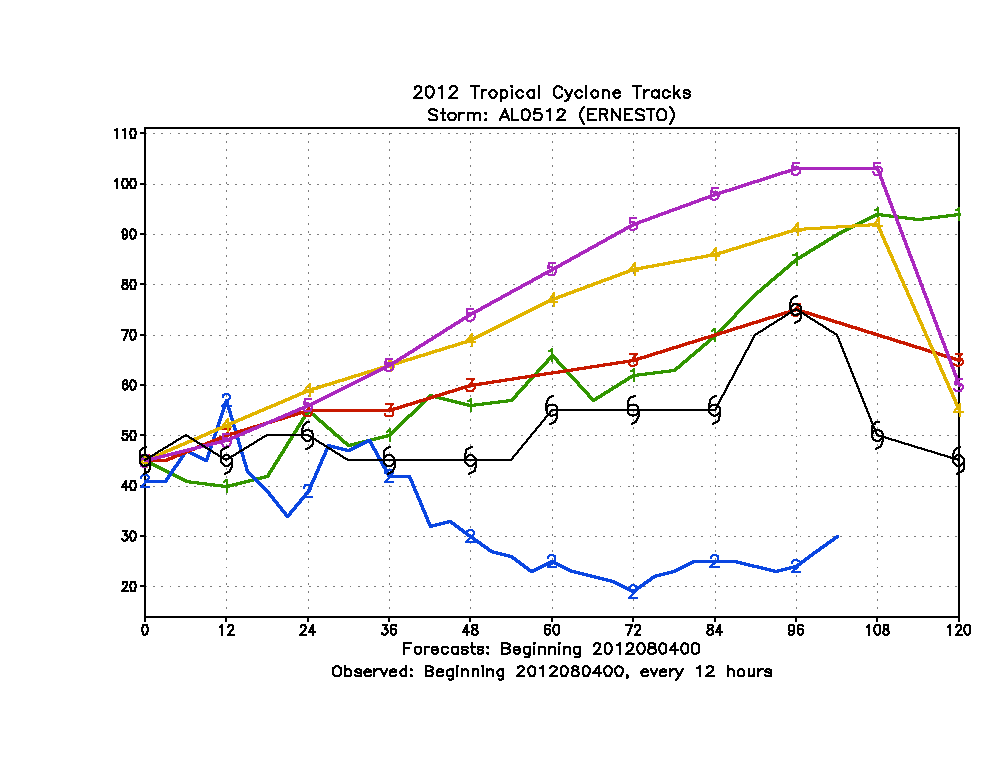 2012 Tropical Cyclone Tracks
Storm: AL0512 (ERNESTO)
110
100
90
80
70
60
50
40
30
20
0 12 24 36 48 60 72 84 96 108 120
Forecasts: Beginning 2012080400
Observed: Beginning 2012080400, every 12 hours